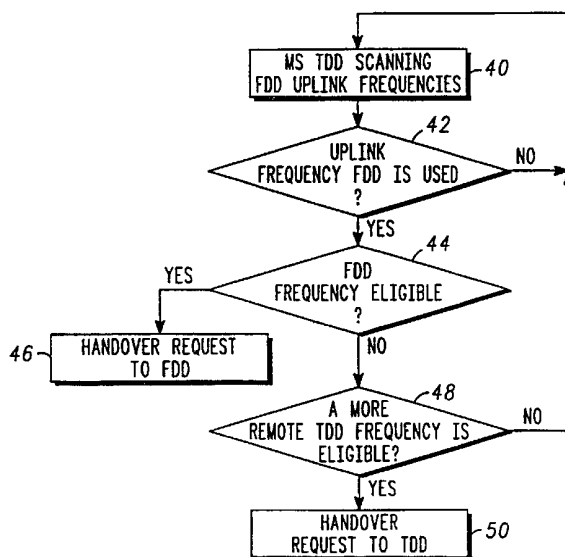 MS TDD SCANNING
FDD UPLINK FREQUENCIES
40
42
UPLINK
FREQUENCY FDD IS USED
?
NO
YES
44
FDD
FREQUENCY ELIGIBLE
?
YES
NO
46
HANDOVER REQUEST
TO FDD
48
A MORE
REMOTE TDD FREQUENCY IS
ELIGIBLE?
NO
YES
HANDOVER
REQUEST TO TDD
50